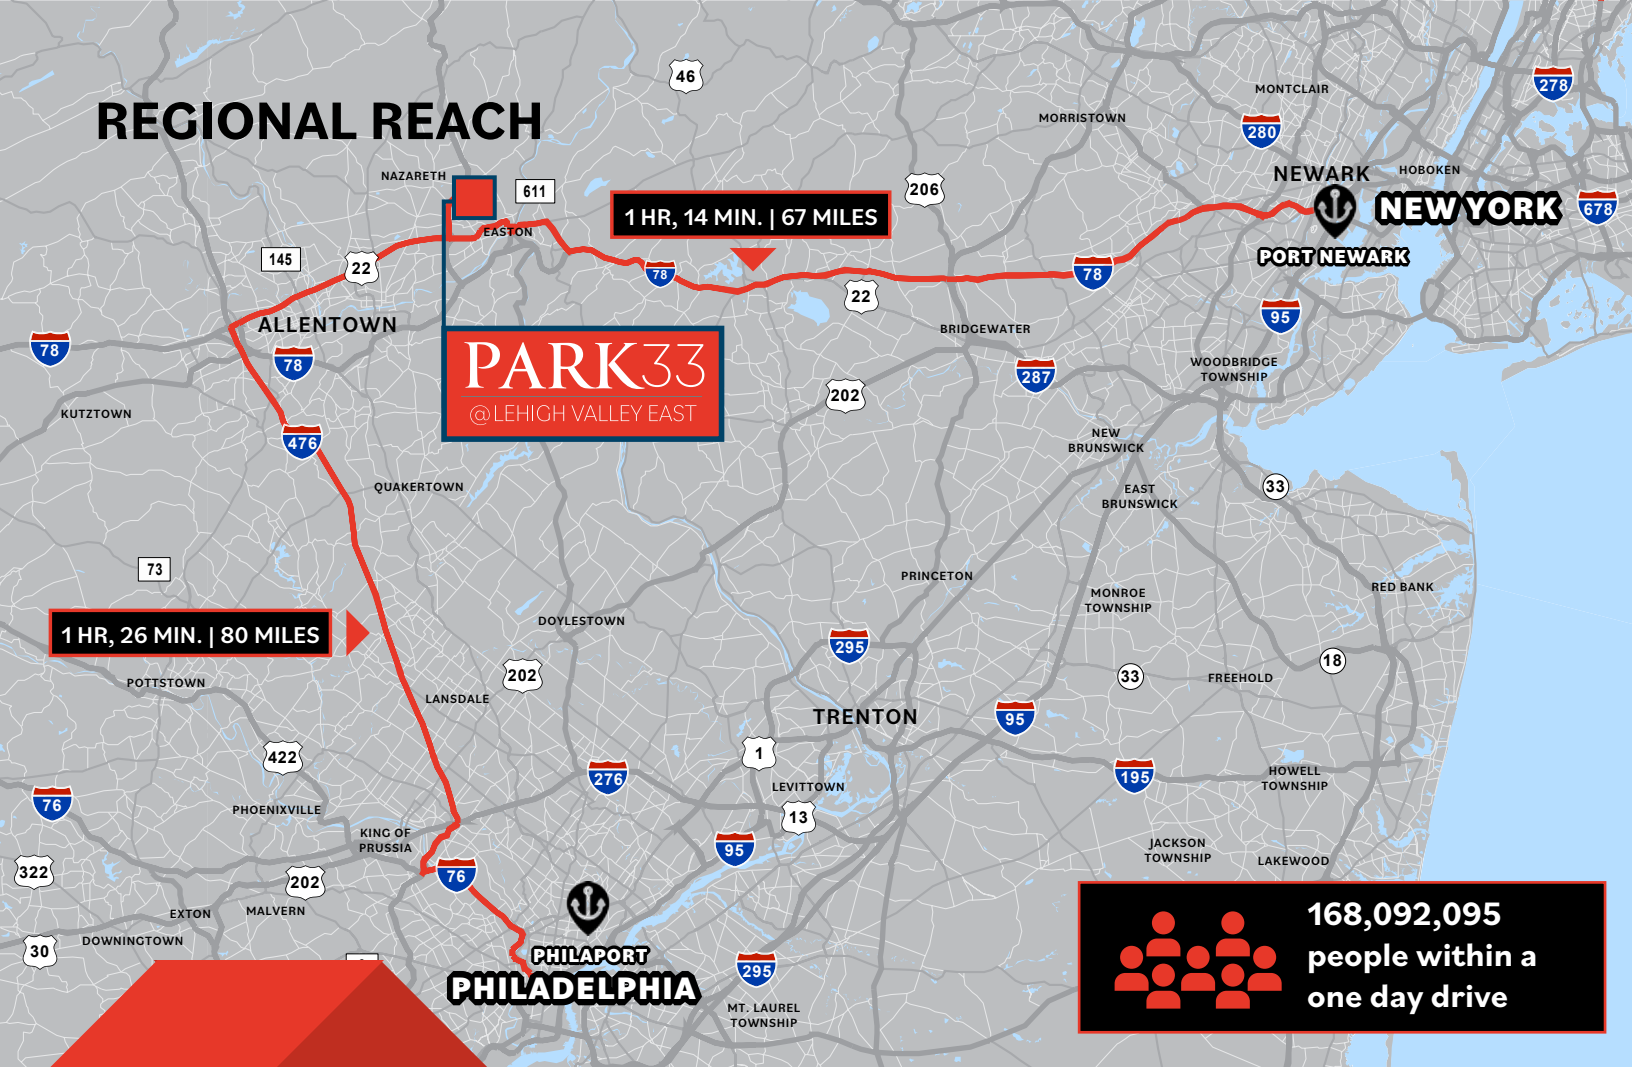 46
278
MONTCLAIR
REGIONAL REACH
MORRISTOWN
280
NAZARETH
611
206
NEWARK
HOBOKEN
1 HR, 14 MIN. | 67 MILES
NEW YORK
678
EASTON
PORT NEWARK
145
22
78
78
22
95
ALLENTOWN
BRIDGEWATER
78
78
PARK33
@ LEHIGH VALLEY EAST
WOODBRIDGE
TOWNSHIP
287
202
KUTZTOWN
476
NEW
BRUNSWICK
QUAKERTOWN
33
EAST
BRUNSWICK
73
PRINCETON
RED BANK
MONROE
TOWNSHIP
DOYLESTOWN
1 HR, 26 MIN. | 80 MILES
295
18
202
33
FREEHOLD
POTTSTOWN
LANSDALE
TRENTON
95
422
1
276
195
HOWELL
TOWNSHIP
LEVITTOWN
76
PHOENIXVILLE
13
KING OF
PRUSSIA
95
JACKSON
TOWNSHIP
LAKEWOOD
322
76
202
EXTON
MALVERN
DOWNINGTOWN
30
PHILAPORT
295
PHILADELPHIA
MT. LAUREL
TOWNSHIP
168,092,095
people within a
one day drive